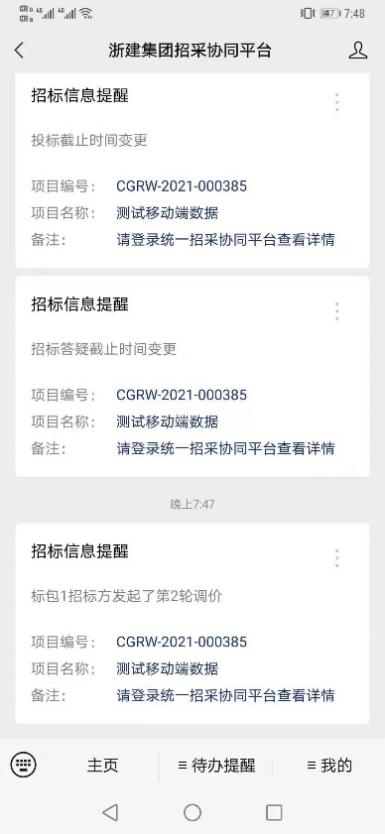 7:48
浙建集团招采协同平台
招标信息提醒
投标截止时间变更
项目编号： CGRW-2021-000385
项目名称： 测试移动端数据
备注： 请登录统一招采协同平台查看详情
招标信息提醒
招标答疑截止时间变更
项目编号： CGRW-2021-000385
项目名称： 测试移动端数据
备注： 请登录统一招采协同平台查看详情
晚上7:47
招标信息提醒
标包1招标方发起了第2轮调价
项目编号： CGRW-2021-000385
项目名称： 测试移动端数据
备注： 请登录统一招采协同平台查看详情
主页 ≡ 待办提醒 ≡ 我的